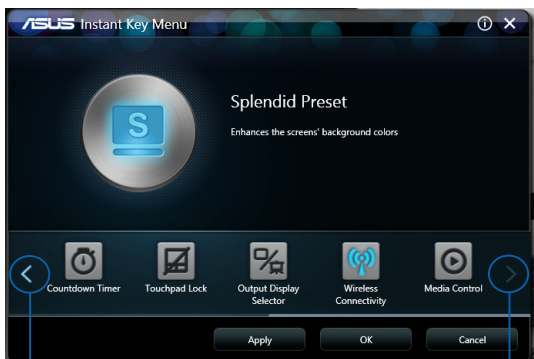 ASUS Instant Key Menu
S
Splendid Preset
Enhances the screens' background colors
Countdown Timer
Touchpad Lock
Output Display
Selector
Wireless
Connectivity
Media Control
Apply
OK
Cancel